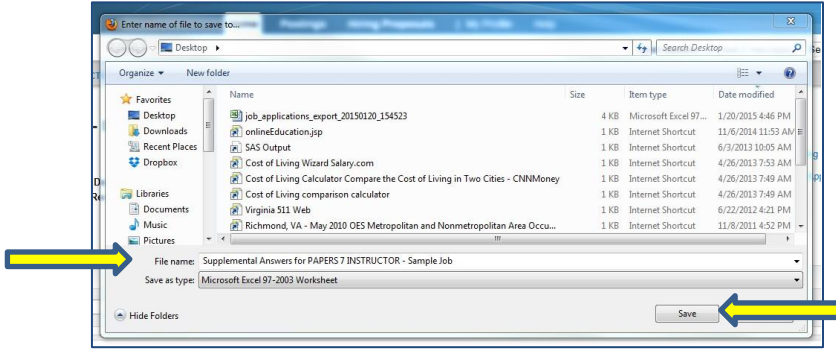 Enter name of file to save to...
Postings Hiring Proposals My Profile Help
Desktop
Search Desktop
Organize New folder
Name Size Item type Date modified
Favorites
Desktop
Downloads
Recent Places
Dropbox
Libraries
Documents
Music
Pictures
job_applications_export_20150120_154523 4 KB Microsoft Excel 97... 1/20/2015 4:46 PM
onlineEducation.jsp 1 KB Internet Shortcut 11/6/2014 11:53 AM
SAS Output 1 KB Internet Shortcut 6/3/2013 10:05 AM
Cost of Living Wizard Salary.com 1 KB Internet Shortcut 4/26/2013 7:53 AM
Cost of Living Calculator Compare the Cost of Living in Two Cities - CNNMoney 1 KB Internet Shortcut 4/26/2013 7:49 AM
Cost of Living comparison calculator 1 KB Internet Shortcut 4/26/2013 7:49 AM
Virginia 511 Web 1 KB Internet Shortcut 6/22/2012 4:21 PM
Richmond, VA - May 2010 OES Metropolitan and Nonmetropolitan Area Occu... 1 KB Internet Shortcut 11/8/2011 4:52 PM
File name: Supplemental Answers for PAPERS 7 INSTRUCTOR - Sample Job
Save as type: Microsoft Excel 97-2003 Worksheet
Hide Folders
Save